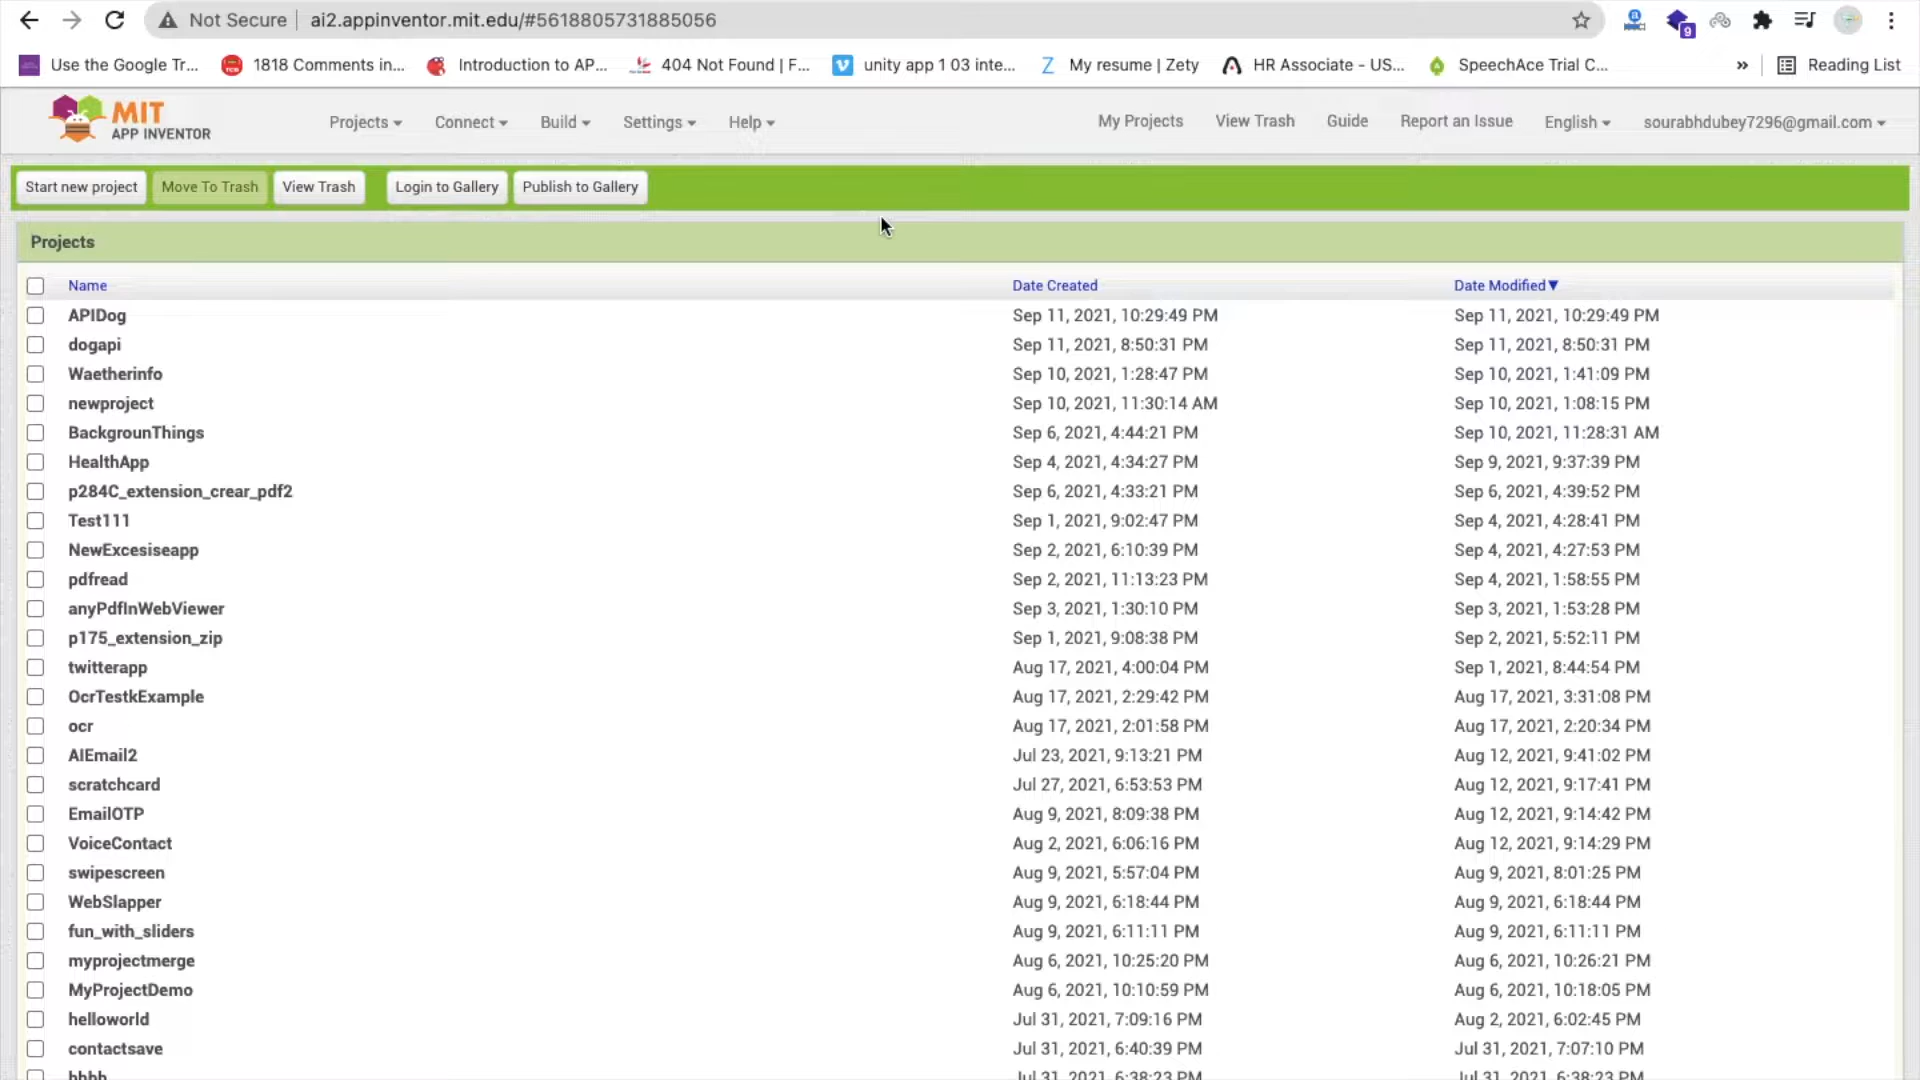 Not Secure | ai2.appinventor.mit.edu/#5618805731885056
9
Use the Google Tr... 1818 Comments in... Introduction to AP... 404 Not Found | F... unity app 1 03 inte... My resume | Zety HR Associate - US... SpeechAce Trial C... » Reading List
MIT APP INVENTOR Projects Connect Build Settings Help My Projects View Trash Guide Report an Issue English sourabhdubey7296@gmail.com
Start new project Move To Trash View Trash Login to Gallery Publish to Gallery
Projects
Name Date Created Date Modified▼
APIDog Sep 11, 2021, 10:29:49 PM Sep 11, 2021, 10:29:49 PM
dogapi Sep 11, 2021, 8:50:31 PM Sep 11, 2021, 8:50:31 PM
Waetherinfo Sep 10, 2021, 1:28:47 PM Sep 10, 2021, 1:41:09 PM
newproject Sep 10, 2021, 11:30:14 AM Sep 10, 2021, 1:08:15 PM
BackgrounThings Sep 6, 2021, 4:44:21 PM Sep 10, 2021, 11:28:31 AM
HealthApp Sep 4, 2021, 4:34:27 PM Sep 9, 2021, 9:37:39 PM
p284C_extension_crear_pdf2 Sep 6, 2021, 4:33:21 PM Sep 6, 2021, 4:39:52 PM
Test111 Sep 1, 2021, 9:02:47 PM Sep 4, 2021, 4:28:41 PM
NewExcesiseapp Sep 2, 2021, 6:10:39 PM Sep 4, 2021, 4:27:53 PM
pdfread Sep 2, 2021, 11:13:23 PM Sep 4, 2021, 1:58:55 PM
anyPdfInWebViewer Sep 3, 2021, 1:30:10 PM Sep 3, 2021, 1:53:28 PM
p175_extension_zip Sep 1, 2021, 9:08:38 PM Sep 2, 2021, 5:52:11 PM
twitterapp Aug 17, 2021, 4:00:04 PM Sep 1, 2021, 8:44:54 PM
OcrTestkExample Aug 17, 2021, 2:29:42 PM Aug 17, 2021, 3:31:08 PM
ocr Aug 17, 2021, 2:01:58 PM Aug 17, 2021, 2:20:34 PM
AIEmail2 Jul 23, 2021, 9:13:21 PM Aug 12, 2021, 9:41:02 PM
scratchcard Jul 27, 2021, 6:53:53 PM Aug 12, 2021, 9:17:41 PM
EmailOTP Aug 9, 2021, 8:09:38 PM Aug 12, 2021, 9:14:42 PM
VoiceContact Aug 2, 2021, 6:06:16 PM Aug 12, 2021, 9:14:29 PM
swipescreen Aug 9, 2021, 5:57:04 PM Aug 9, 2021, 8:01:25 PM
WebSlapper Aug 9, 2021, 6:18:44 PM Aug 9, 2021, 6:18:44 PM
fun_with_sliders Aug 9, 2021, 6:11:11 PM Aug 9, 2021, 6:11:11 PM
myprojectmerge Aug 6, 2021, 10:25:20 PM Aug 6, 2021, 10:26:21 PM
MyProjectDemo Aug 6, 2021, 10:10:59 PM Aug 6, 2021, 10:18:05 PM
helloworld Jul 31, 2021, 7:09:16 PM Aug 2, 2021, 6:02:45 PM
contactsave Jul 31, 2021, 6:40:39 PM Jul 31, 2021, 7:07:10 PM
Jul 31, 2021, 6:38:23 PM Jul 31, 2021, 6:38:23 PM